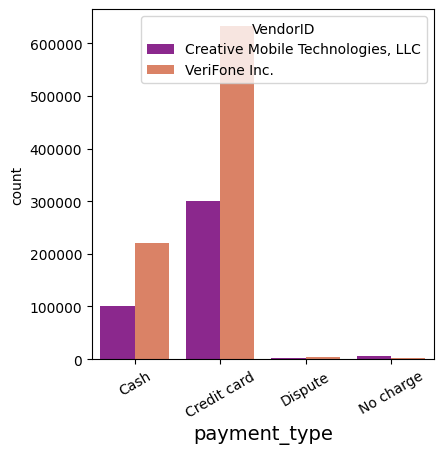 VendorID
Creative Mobile Technologies, LLC
VeriFone Inc.
600000
500000
400000
300000
200000
100000
0
count
Cash
Credit card
Dispute
No charge
payment_type